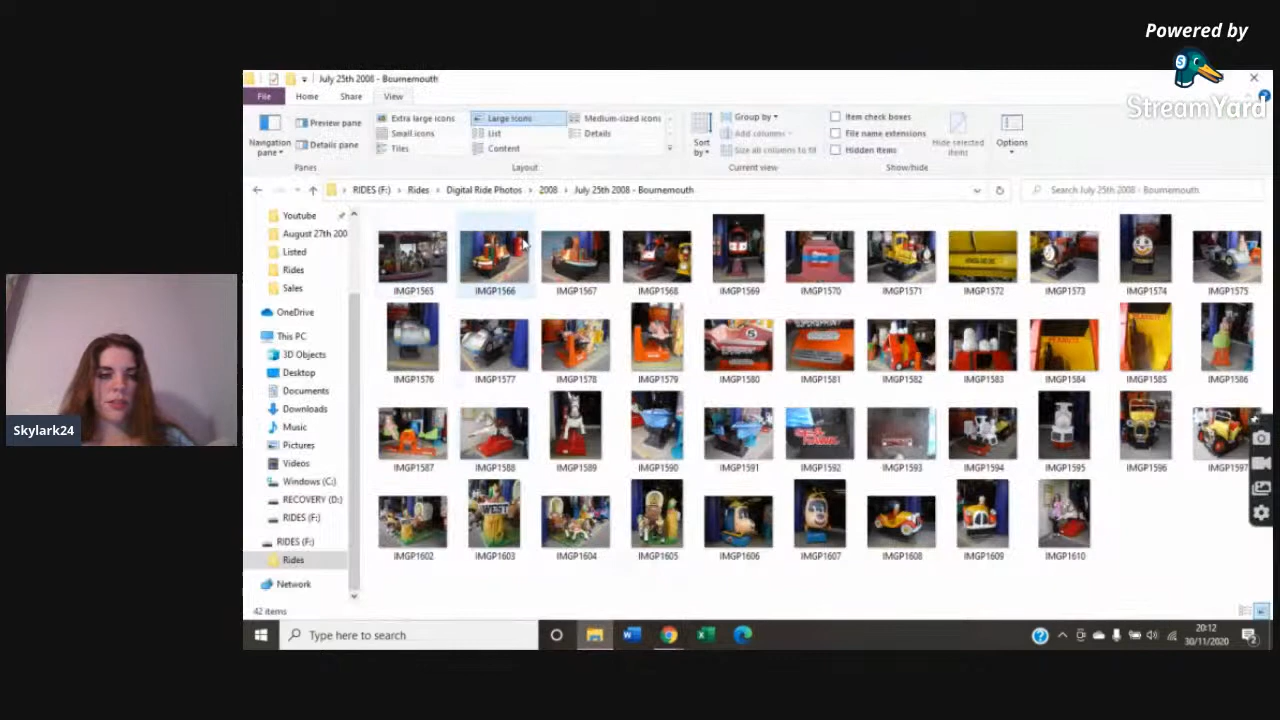 Powered by
StreamYard
July 25th 2008 - Bournemouth
File Home Share View
Preview pane
Details pane
Navigation pane
Panes
Extra large icons Large icons Medium-sized icons
Small icons List Details
Tiles Content
Layout
Sort by
Group by
Add columns
Size all columns to fit
Current view
Item check boxes
File name extensions
Hidden items
Hide selected items
Show/hide
Options
RIDES (F:) Rides Digital Ride Photos 2008 July 25th 2008 - Bournemouth
Search July 25th 2008 - Bournemouth
Youtube
August 27th 200
Listed
Rides
Sales
OneDrive
This PC
3D Objects
Desktop
Documents
Downloads
Music
Pictures
Videos
Windows (C:)
RECOVERY (D:)
RIDES (F:)
RIDES (F:)
Rides
Network
IMGP1565 IMGP1566 IMGP1567 IMGP1568 IMGP1569 IMGP1570 IMGP1571 IMGP1572 IMGP1573 IMGP1574 IMGP1575
SUPERSPRINT
IMGP1576 IMGP1577 IMGP1578 IMGP1579 IMGP1580 IMGP1581 IMGP1582 IMGP1583 IMGP1584 IMGP1585 IMGP1586
IMGP1587 IMGP1588 IMGP1589 IMGP1590 IMGP1591 IMGP1592 IMGP1593 IMGP1594 IMGP1595 IMGP1596 IMGP1597
WEST
IMGP1602 IMGP1603 IMGP1604 IMGP1605 IMGP1606 IMGP1607 IMGP1608 IMGP1609 IMGP1610
42 items
Skylark24
Type here to search
20:12
30/11/2020